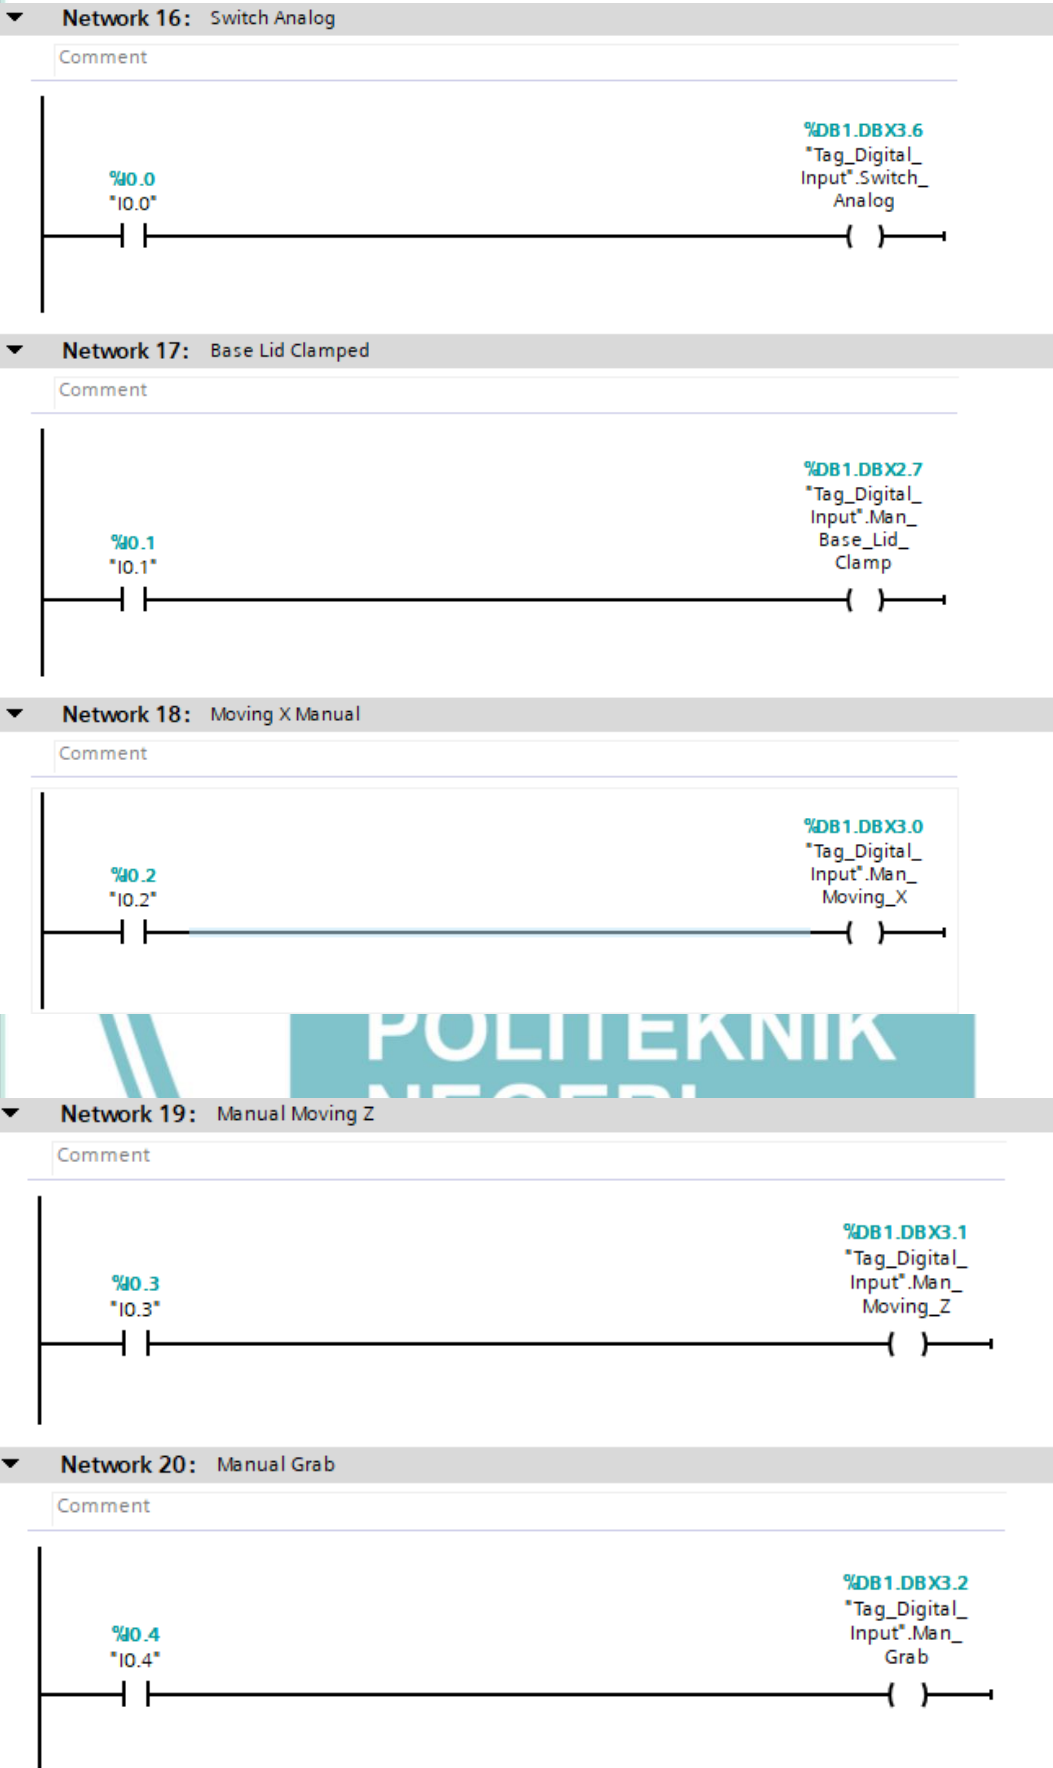 Network 16: Switch Analog
Comment
%DB1.DBX3.6
"Tag_Digital_
Input".Switch_
Analog
%I0.0
"I0.0"
Network 17: Base Lid Clamped
Comment
%DB1.DBX2.7
"Tag_Digital_
Input".Man_
Base_Lid_
Clamp
%I0.1
"I0.1"
Network 18: Moving X Manual
Comment
%DB1.DBX3.0
"Tag_Digital_
Input".Man_
Moving_X
%I0.2
"I0.2"
POLITEKNIK
NEGERI
Network 19: Manual Moving Z
Comment
%DB1.DBX3.1
"Tag_Digital_
Input".Man_
Moving_Z
%I0.3
"I0.3"
Network 20: Manual Grab
Comment
%DB1.DBX3.2
"Tag_Digital_
Input".Man_
Grab
%I0.4
"I0.4"